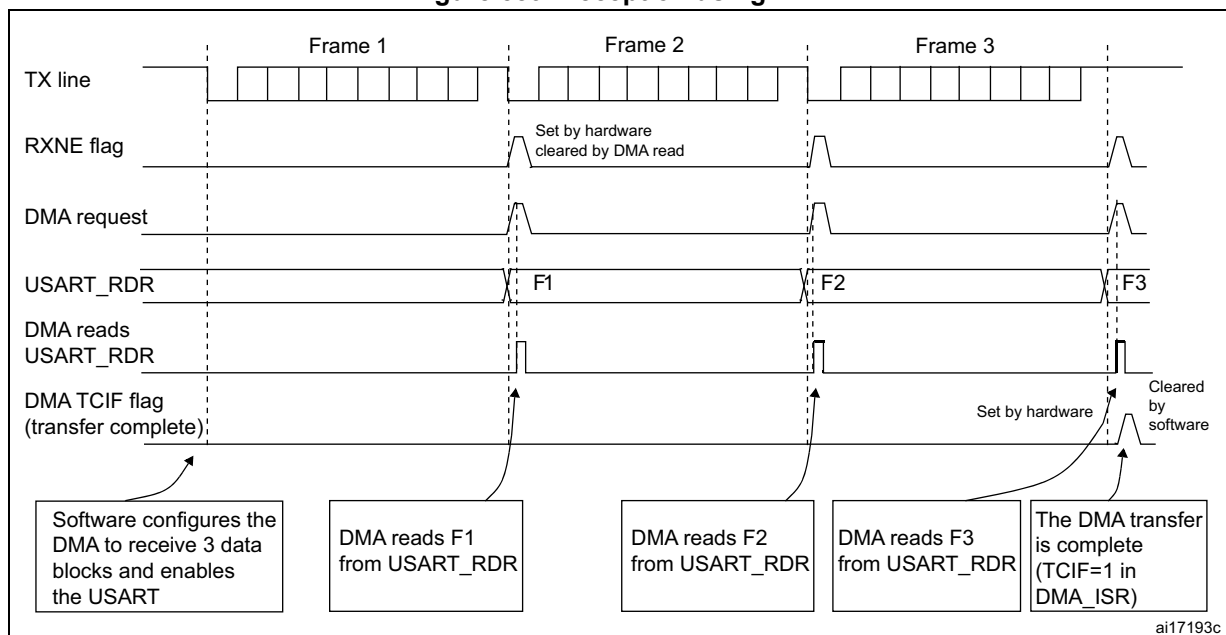 Frame 1
Frame 2
Frame 3
TX line
RXNE flag
Set by hardware
cleared by DMA read
DMA request
USART_RDR
F1
F2
F3
DMA reads
USART_RDR
DMA TCIF flag
(transfer complete)
Set by hardware
Cleared
by
software
Software configures the
DMA to receive 3 data
blocks and enables
the USART
DMA reads F1
from USART_RDR
DMA reads F2
from USART_RDR
DMA reads F3
from USART_RDR
The DMA transfer
is complete
(TCIF=1 in
DMA_ISR)
ai17193c